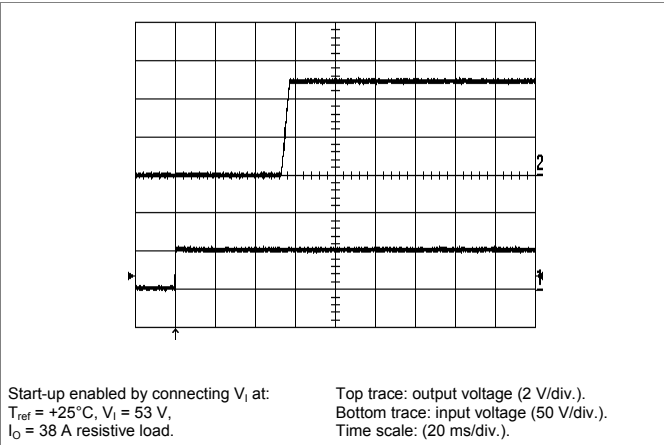 2
1
Start-up enabled by connecting V_I at:
T_ref = +25°C, V_I = 53 V,
I_O = 38 A resistive load.
Top trace: output voltage (2 V/div.).
Bottom trace: input voltage (50 V/div.).
Time scale: (20 ms/div.).